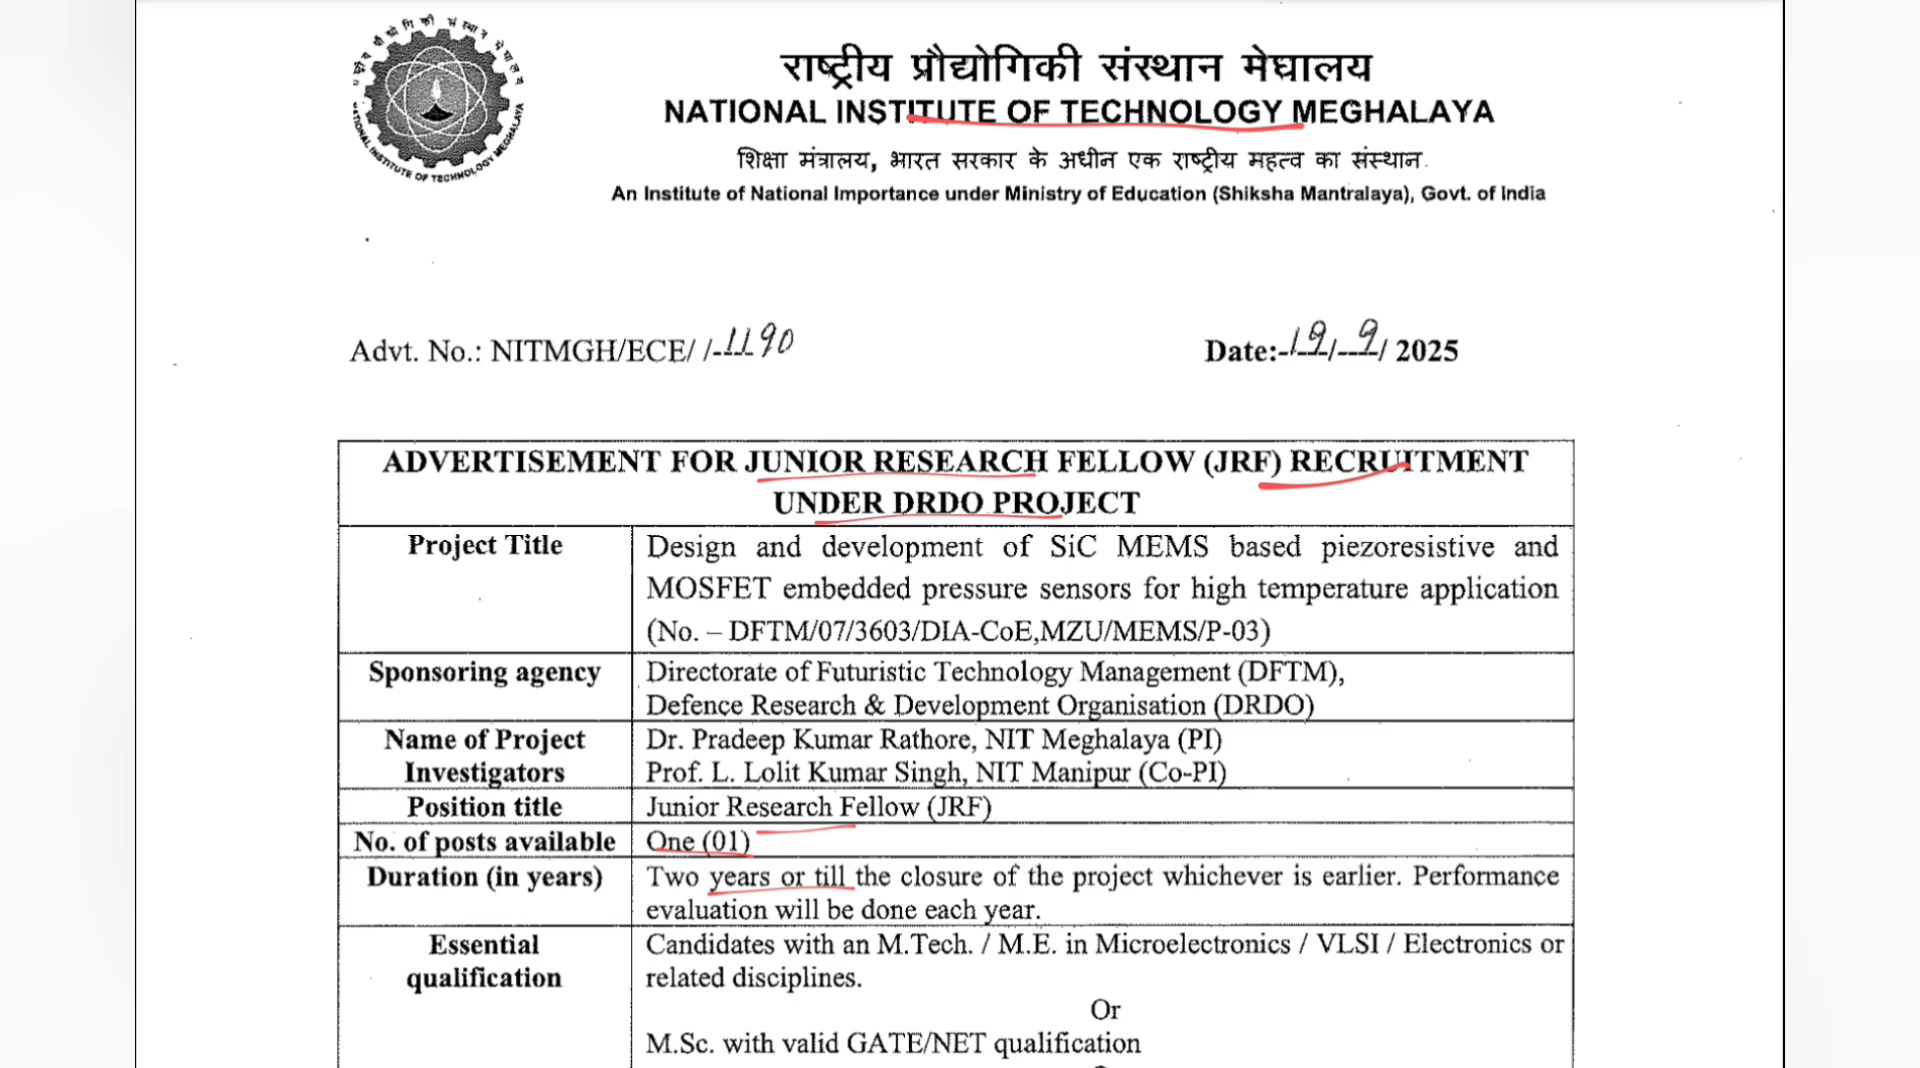 राष्ट्रीय प्रौद्योगिकी संस्थान मेघालय
NATIONAL INSTITUTE OF TECHNOLOGY MEGHALAYA
शिक्षा मंत्रालय, भारत सरकार के अधीन एक राष्ट्रीय महत्व का संस्थान.
An Institute of National Importance under Ministry of Education (Shiksha Mantralaya), Govt. of India
NATIONAL INSTITUTE OF TECHNOLOGY MEGHALAYA
Advt. No.: NITMGH/ECE/ /-1190
Date:-19/-9/ 2025
ADVERTISEMENT FOR JUNIOR RESEARCH FELLOW (JRF) RECRUITMENT
UNDER DRDO PROJECT
Project Title
Design and development of SiC MEMS based piezoresistive and
MOSFET embedded pressure sensors for high temperature application
(No. – DFTM/07/3603/DIA-CoE,MZU/MEMS/P-03)
Sponsoring agency
Directorate of Futuristic Technology Management (DFTM),
Defence Research & Development Organisation (DRDO)
Name of Project
Investigators
Dr. Pradeep Kumar Rathore, NIT Meghalaya (PI)
Prof. L. Lolit Kumar Singh, NIT Manipur (Co-PI)
Position title
Junior Research Fellow (JRF)
No. of posts available
One (01)
Duration (in years)
Two years or till the closure of the project whichever is earlier. Performance
evaluation will be done each year.
Essential
qualification
Candidates with an M.Tech. / M.E. in Microelectronics / VLSI / Electronics or
related disciplines.
Or
M.Sc. with valid GATE/NET qualification